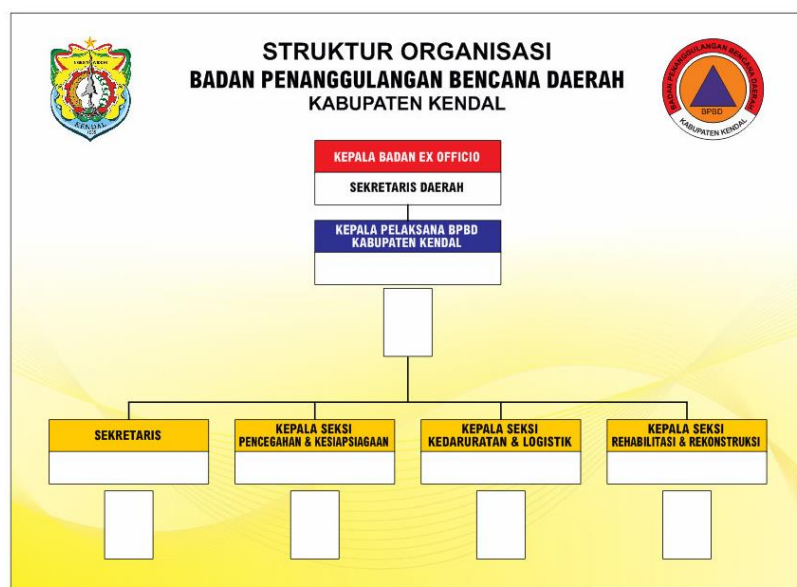 STRUKTUR ORGANISASI
BADAN PENANGGULANGAN BENCANA DAERAH
KABUPATEN KENDAL
KENDAL
BADAN PENANGGULANGAN BENCANA DAERAH
BPBD
KABUPATEN KENDAL
KEPALA BADAN EX OFFICIO
SEKRETARIS DAERAH
KEPALA PELAKSANA BPBD
KABUPATEN KENDAL
SEKRETARIS
KEPALA SEKSI
PENCEGAHAN & KESIAPSIAGAAN
KEPALA SEKSI
KEDARURATAN & LOGISTIK
KEPALA SEKSI
REHABILITASI & REKONSTRUKSI